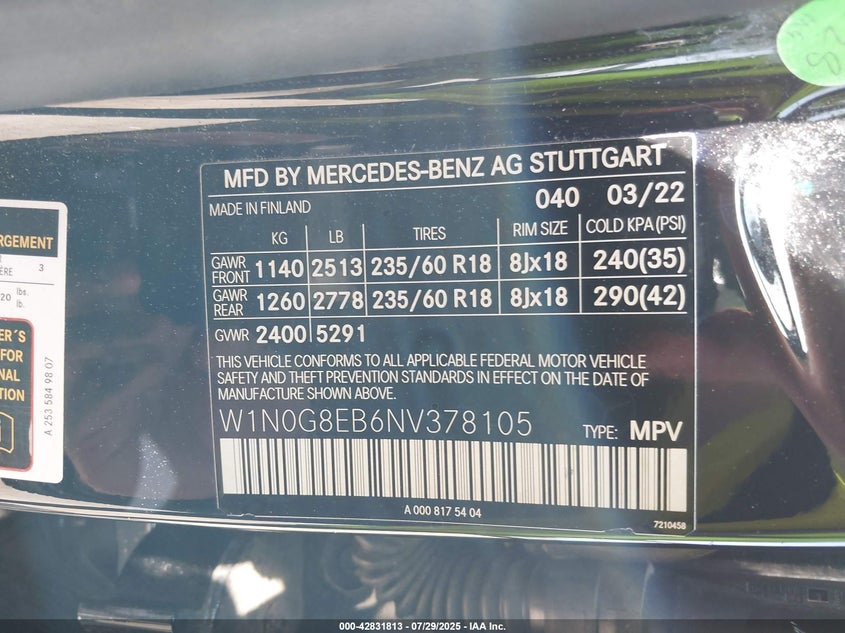 MFD BY MERCEDES-BENZ AG STUTTGART
MADE IN FINLAND 040 03/22
KG LB TIRES RIM SIZE COLD KPA(PSI)
GAWR FRONT 1140 2513 235/60 R18 8Jx18 240(35)
GAWR REAR 1260 2778 235/60 R18 8Jx18 290(42)
GVWR 2400 5291
THIS VEHICLE CONFORMS TO ALL APPLICABLE FEDERAL MOTOR VEHICLE
SAFETY AND THEFT PREVENTION STANDARDS IN EFFECT ON THE DATE OF
MANUFACTURE SHOWN ABOVE.
W1N0G8EB6NV378105 TYPE: MPV
A 000 817 54 04
7210458
3
lbs.
lb.
FOR
A 253 584 98 07
000-42831813 - 07/29/2025 - IAA Inc.